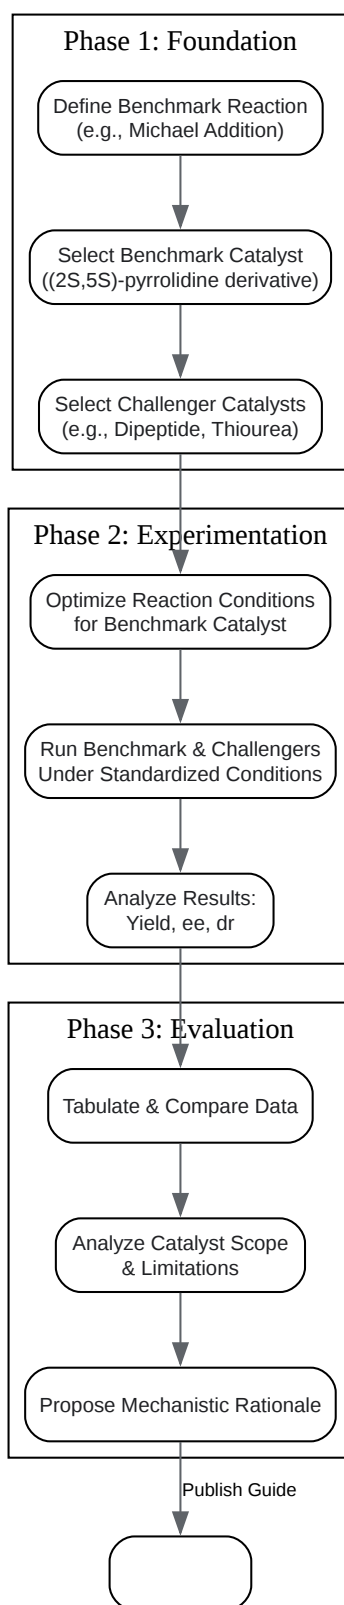 Phase 1: Foundation
Define Benchmark Reaction
(e.g., Michael Addition)
Select Benchmark Catalyst
((2S,5S)-pyrrolidine derivative)
Select Challenger Catalysts
(e.g., Dipeptide, Thiourea)
Phase 2: Experimentation
Optimize Reaction Conditions
for Benchmark Catalyst
Run Benchmark & Challengers
Under Standardized Conditions
Analyze Results:
Yield, ee, dr
Phase 3: Evaluation
Tabulate & Compare Data
Analyze Catalyst Scope
& Limitations
Propose Mechanistic Rationale
Publish Guide